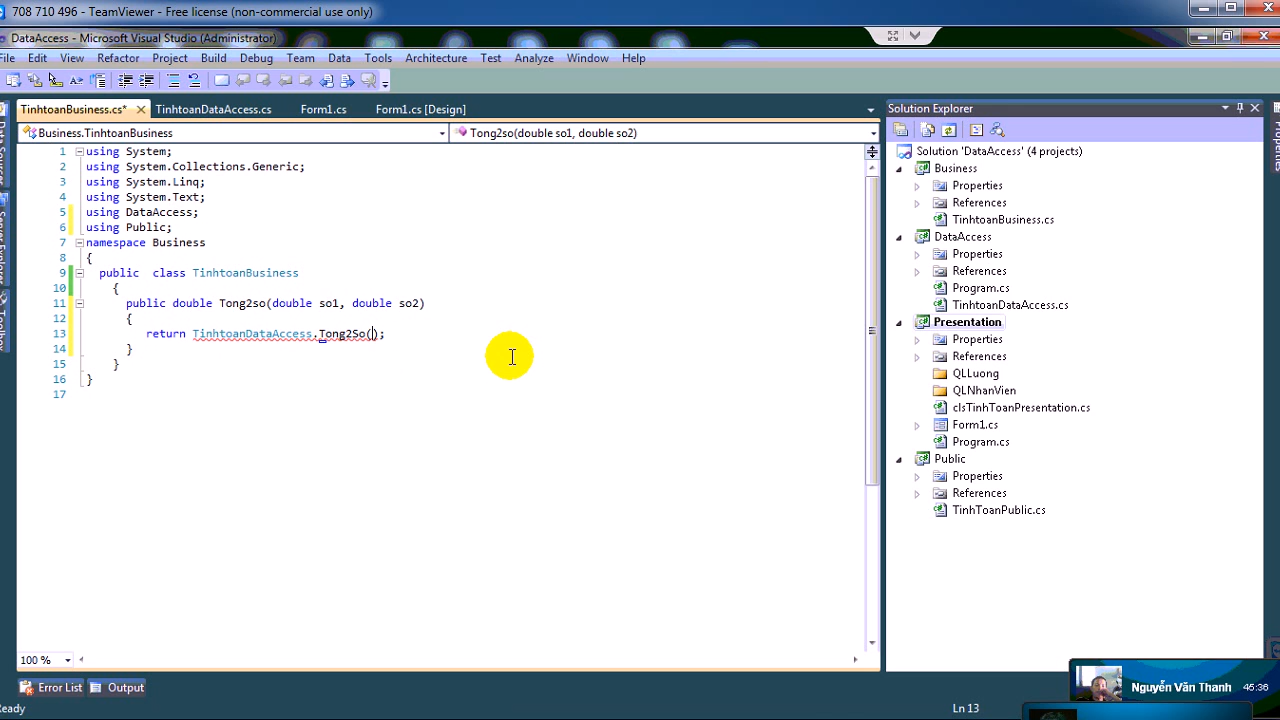 708 710 496 - TeamViewer - Free license (non-commercial use only)
DataAccess - Microsoft Visual Studio (Administrator)
File Edit View Refactor Project Build Debug Team Data Tools Architecture Test Analyze Window Help
TinhtoanBusiness.cs* TinhtoanDataAccess.cs Form1.cs Form1.cs [Design]
Business.TinhtoanBusiness Tong2so(double so1, double so2)
1 using System;
2 using System.Collections.Generic;
3 using System.Linq;
4 using System.Text;
5 using DataAccess;
6 using Public;
7 namespace Business
8 {
9 public class TinhtoanBusiness
10 {
11 public double Tong2so(double so1, double so2)
12 {
13 return TinhtoanDataAccess.Tong2So();
14 }
15 }
16 }
17
100 %
Error List Output
Ready
Ln 13
Data Sources
Server Explorer
Toolbox
Solution Explorer
Solution 'DataAccess' (4 projects)
Business
Properties
References
TinhtoanBusiness.cs
DataAccess
Properties
References
Program.cs
TinhtoanDataAccess.cs
Presentation
Properties
References
QLLuong
QLNhanVien
clsTinhToanPresentation.cs
Form1.cs
Program.cs
Public
Properties
References
TinhToanPublic.cs
Nguyễn Văn Thanh 45:36